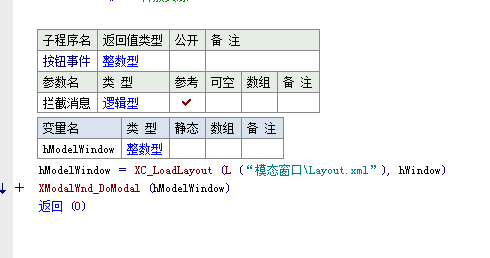 子程序名 返回值类型 公开 备 注
按钮事件 整数型
参数名 类 型 参考 可空 数组 备 注
拦截消息 逻辑型 ✓
变量名 类 型 静态 数组 备 注
hModelWindow 整数型
hModelWindow = XC_LoadLayout (L (“模态窗口\Layout.xml”), hWindow)
XModalWnd_DoModal (hModelWindow)
返回 (0)